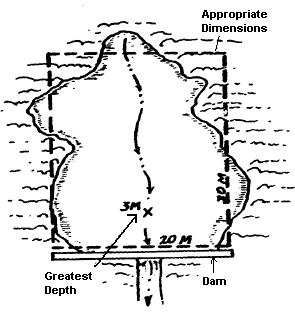 Appropriate
Dimensions
3M
20 M
20 M
Greatest
Depth
Dam